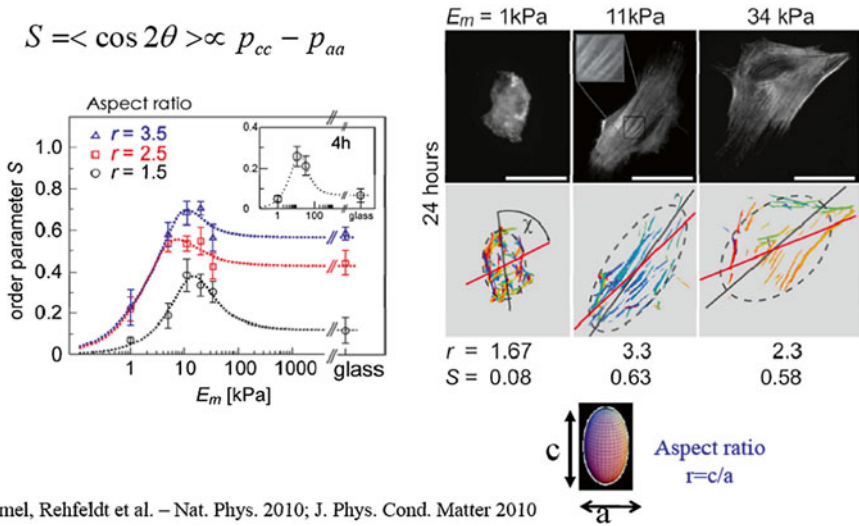 S =< cos 2θ >∝ p_cc − p_aa
Aspect ratio
r = 3.5
r = 2.5
r = 1.5
order parameter S
1.0
0.8
0.6
0.4
0.2
0
1 10 100 1000 glass
E_m [kPa]
4h
0.4
0.2
0
1 100 glass
E_m = 1kPa 11kPa 34 kPa
24 hours
χ
r = 1.67 3.3 2.3
S = 0.08 0.63 0.58
c
a
Aspect ratio
r=c/a
mel, Rehfeldt et al. – Nat. Phys. 2010; J. Phys. Cond. Matter 2010